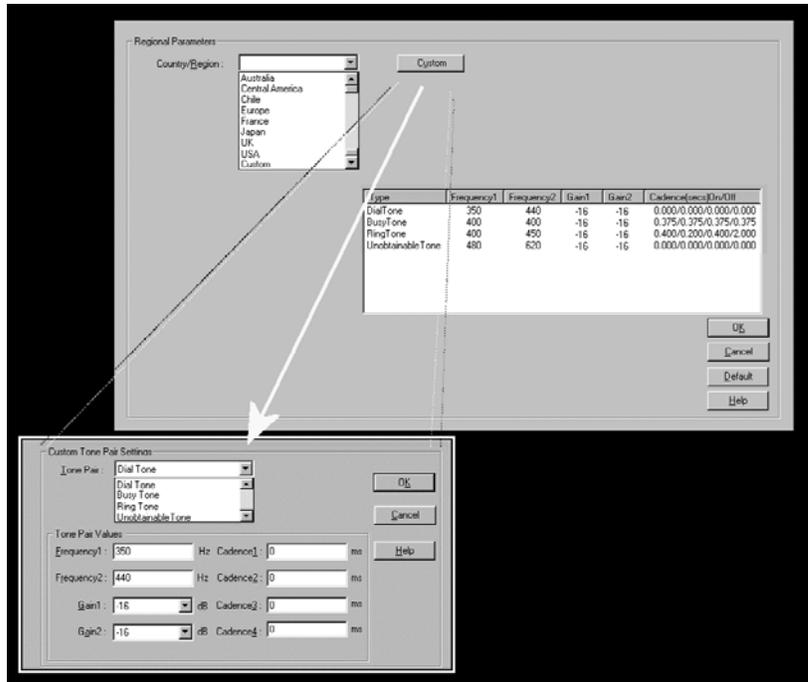 Regional Parameters
Country/Region :
Custom
Australia
Central America
Chile
Europe
France
Japan
UK
USA
Custom
Type Frequency1 Frequency2 Gain1 Gain2 Cadence(secs)On/Off
DialTone 350 440 -16 -16 0.000/0.000/0.000/0.000
BusyTone 400 400 -16 -16 0.375/0.375/0.375/0.375
RingTone 400 450 -16 -16 0.400/0.200/0.400/2.000
UnobtainableTone 480 620 -16 -16 0.000/0.000/0.000/0.000
OK
Cancel
Default
Help
Custom Tone Pair Settings
Tone Pair : Dial Tone
Dial Tone
Busy Tone
Ring Tone
UnobtainableTone
OK
Cancel
Help
Tone Pair Values
Frequency1 : 350 Hz Cadence1 : 0 ms
Frequency2 : 440 Hz Cadence2 : 0 ms
Gain1 : -16 dB Cadence3 : 0 ms
Gain2 : -16 dB Cadence4 : 0 ms